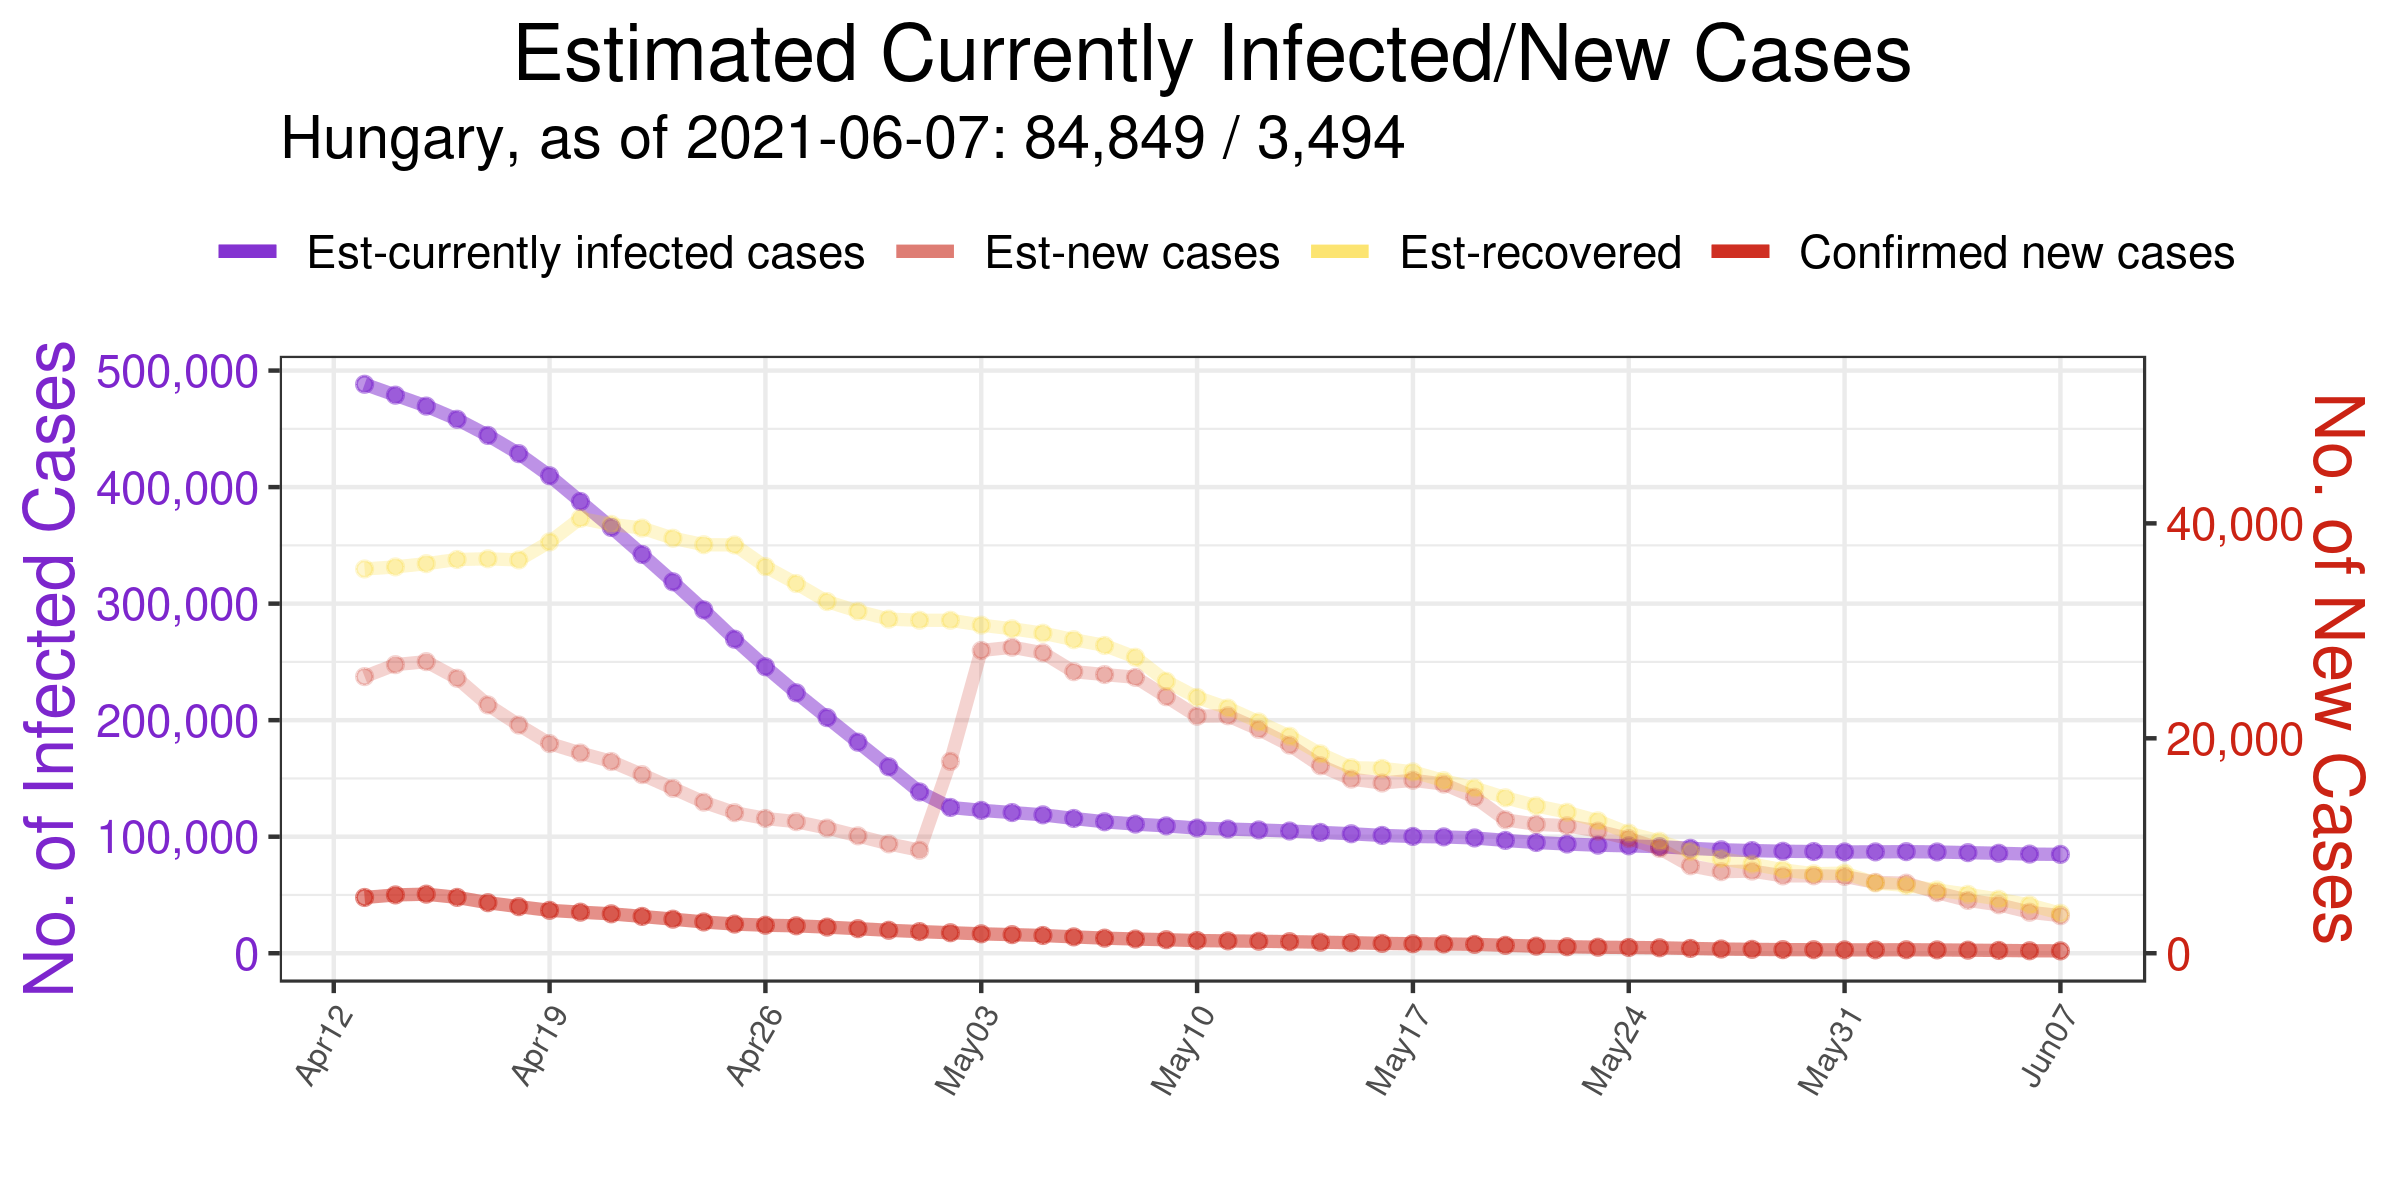 Estimated Currently Infected/New Cases
Hungary, as of 2021-06-07: 84,849 / 3,494
Est-currently infected cases Est-new cases Est-recovered Confirmed new cases
No. of Infected Cases
500,000
400,000
300,000
200,000
100,000
0
40,000
20,000
0
No. of New Cases
Apr12 Apr19 Apr26 May03 May10 May17 May24 May31 Jun07